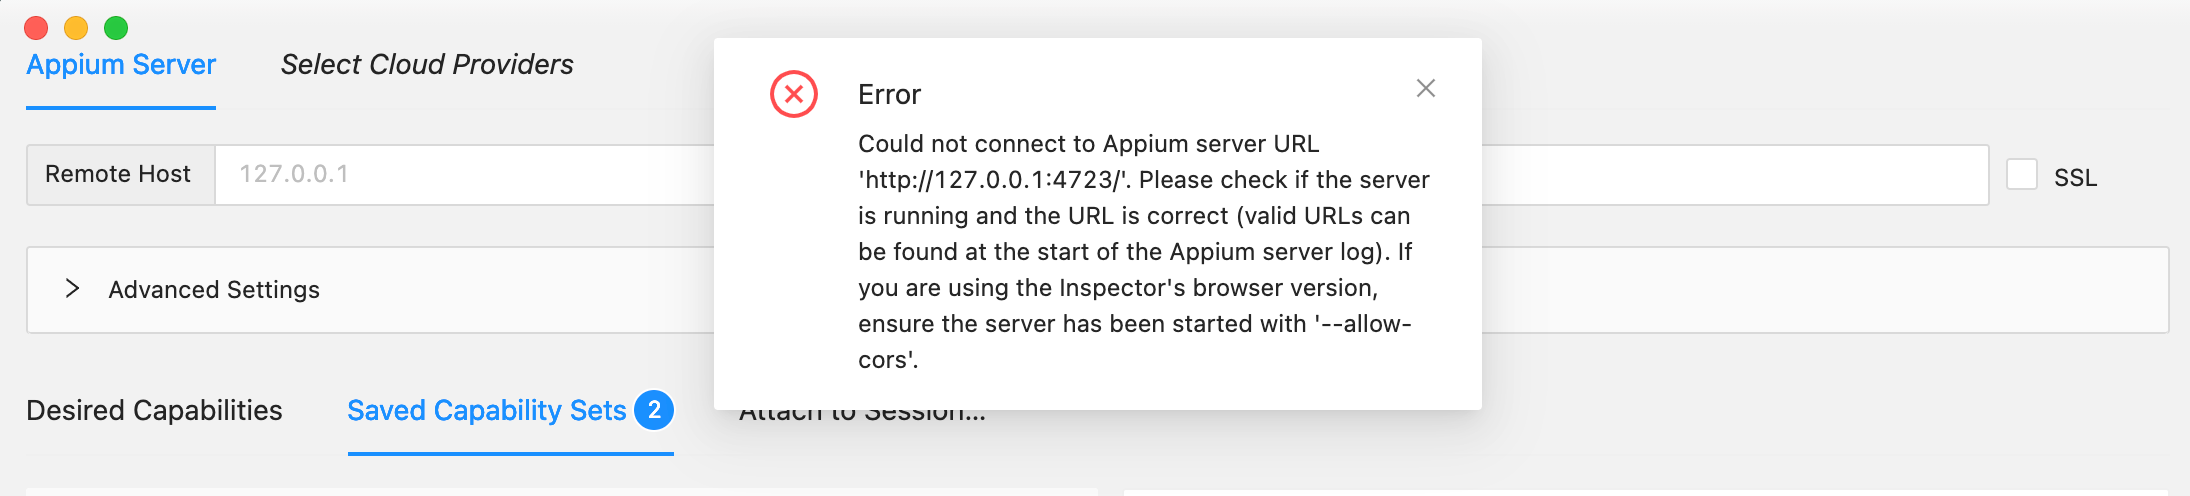 Appium Server
Select Cloud Providers
Remote Host
127.0.0.1
SSL
Error
Could not connect to Appium server URL
'http://127.0.0.1:4723/'. Please check if the server
is running and the URL is correct (valid URLs can
be found at the start of the Appium server log). If
you are using the Inspector's browser version,
ensure the server has been started with '--allow-
cors'.
Advanced Settings
Desired Capabilities
Saved Capability Sets 2
Attach to Session...